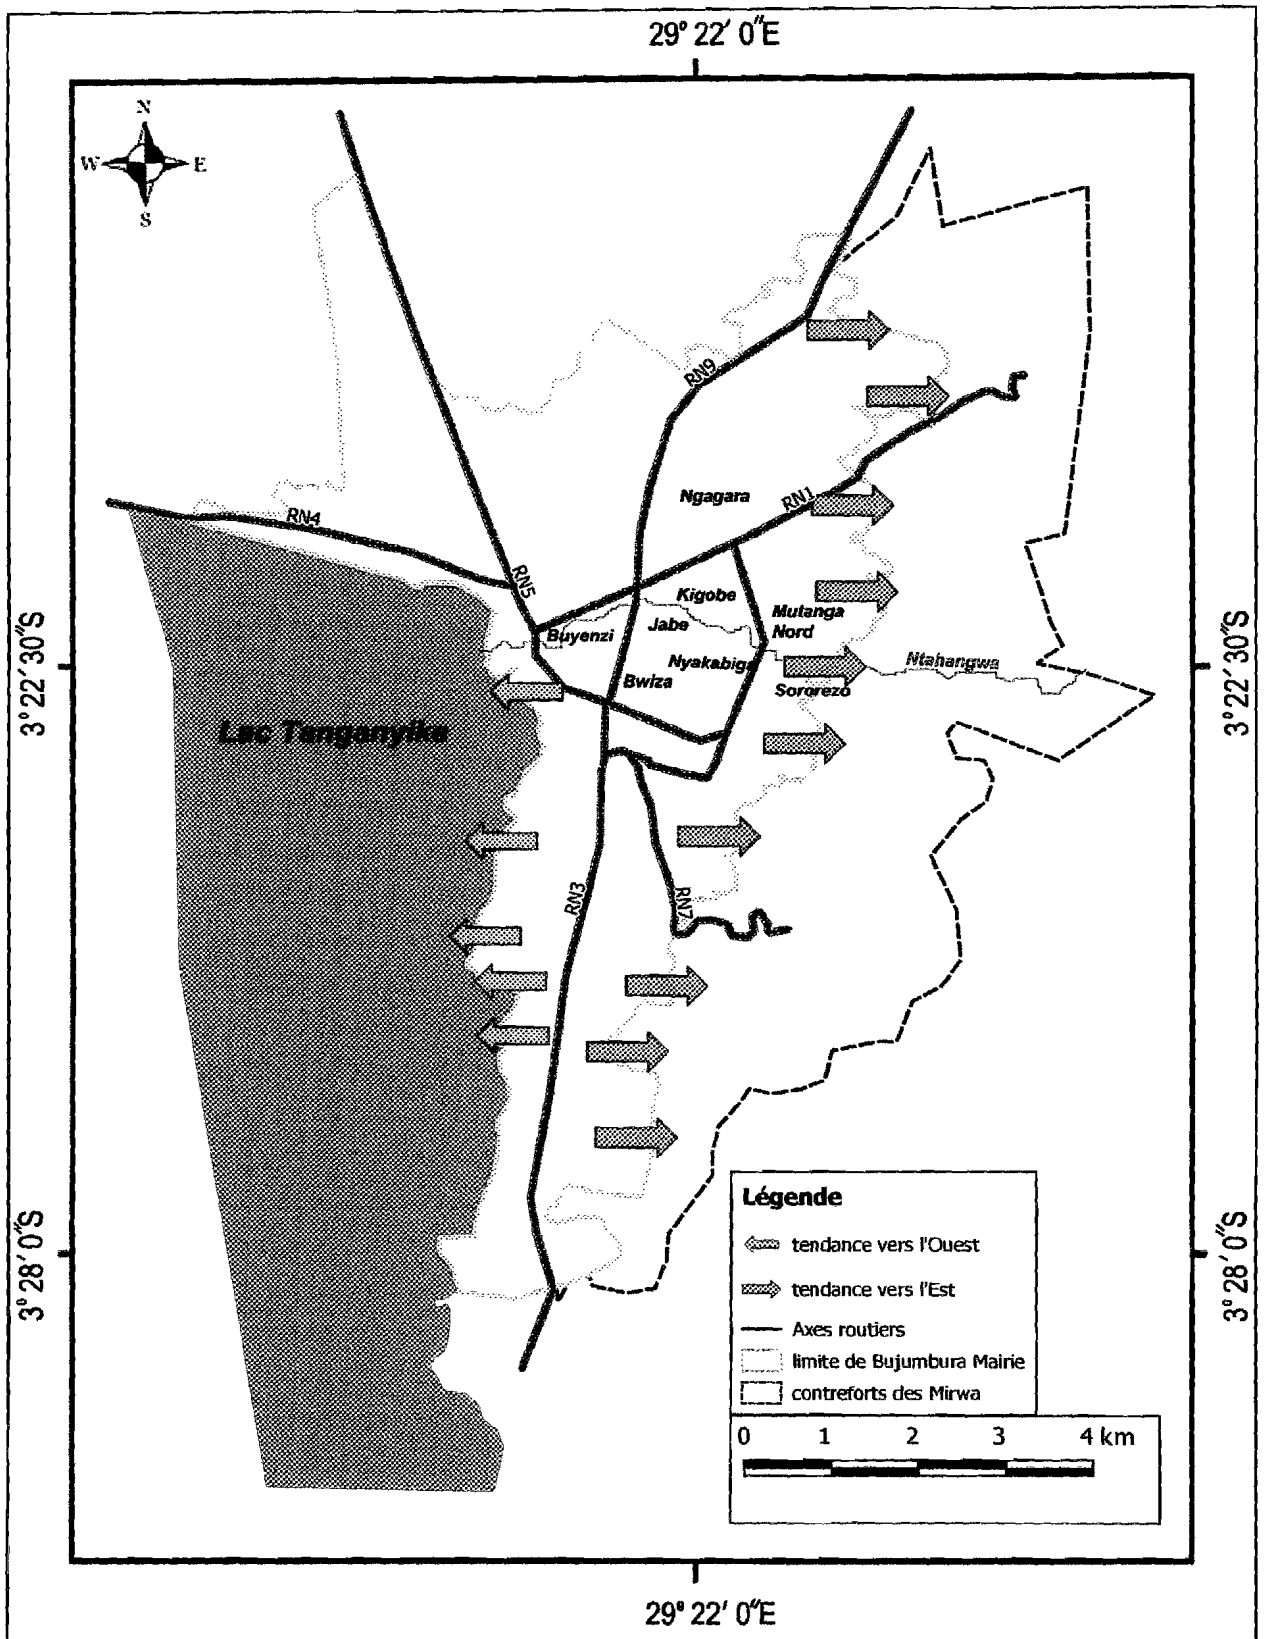 29° 22' 0"E
N
W E
S
RN9
Ngagara
RN1
RN4
RN5
Kigobe
Mutanga
Nord
Jabe
Buyenzi
Nyakabiga
Ntahangwa
Bwiza
Sororezo
3° 22' 30"S
3° 22' 30"S
Lac Tanganyika
RN3
RN7
Légende
tendance vers l'Ouest
tendance vers l'Est
Axes routiers
limite de Bujumbura Mairie
contreforts des Mirwa
3° 28' 0"S
3° 28' 0"S
0 1 2 3 4 km
29° 22' 0"E